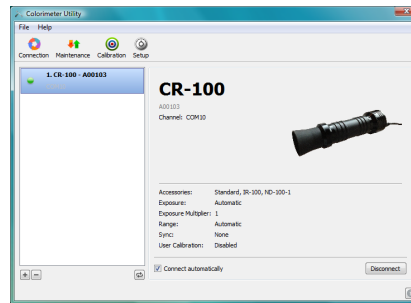 Colorimeter Utility
File Help
Connection Maintenance Calibration Setup
1. CR-100 - A00103
CR-100
A00103
Channel: COM10
Accessories: Standard, IR-100, ND-100-1
Exposure: Automatic
Exposure Multiplier: 1
Range: Automatic
Sync: None
User Calibration: Disabled
Connect automatically
Disconnect